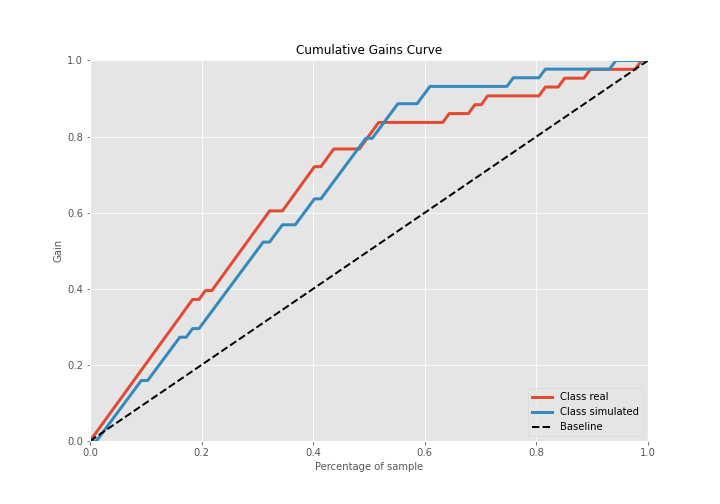 Cumulative Gains Curve
1.0
0.8
0.6
0.4
0.2
0.0
Gain
0.0 0.2 0.4 0.6 0.8 1.0
Percentage of sample
Class real
Class simulated
Baseline